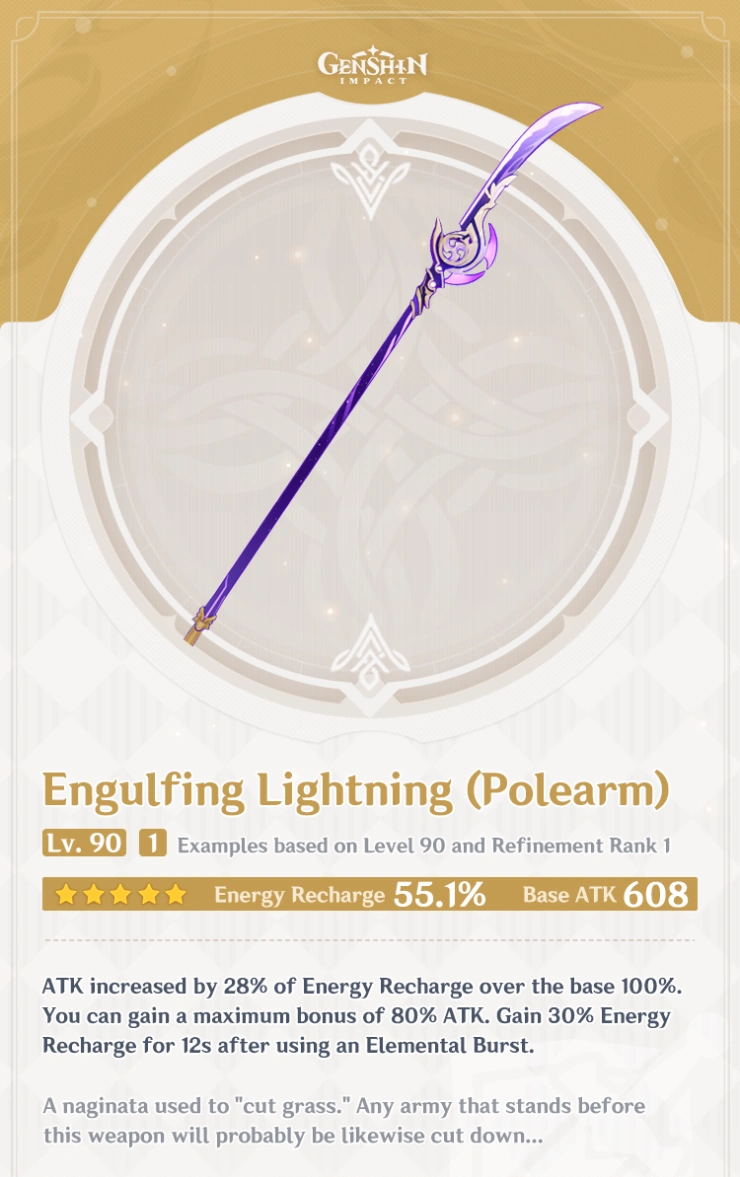 GENSHIN
IMPACT
Engulfing Lightning (Polearm)
Lv. 90 1 Examples based on Level 90 and Refinement Rank 1
Energy Recharge 55.1% Base ATK 608
ATK increased by 28% of Energy Recharge over the base 100%.
You can gain a maximum bonus of 80% ATK. Gain 30% Energy
Recharge for 12s after using an Elemental Burst.
A naginata used to "cut grass." Any army that stands before
this weapon will probably be likewise cut down...